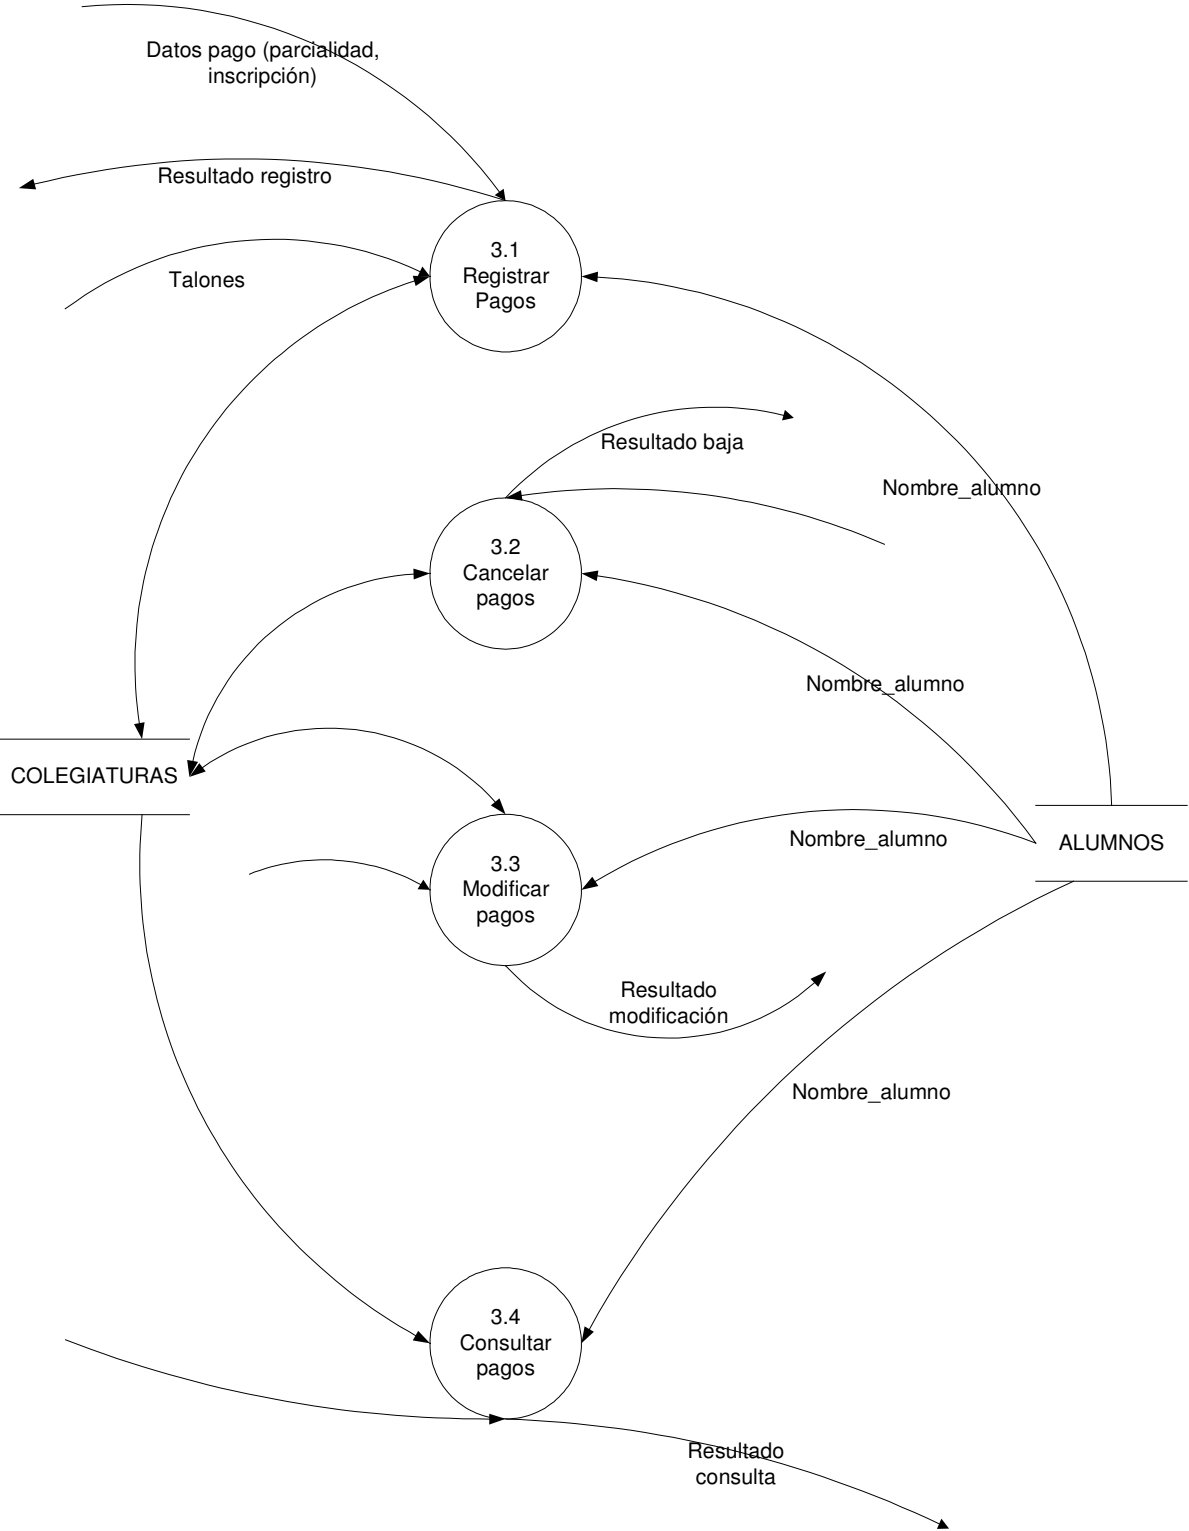 Datos pago (parcialidad,
inscripción)
Resultado registro
Talones
3.1
Registrar
Pagos
Resultado baja
Nombre_alumno
3.2
Cancelar
pagos
Nombre_alumno
COLEGIATURAS
Nombre_alumno
ALUMNOS
3.3
Modificar
pagos
Resultado
modificación
Nombre_alumno
3.4
Consultar
pagos
Resultado
consulta